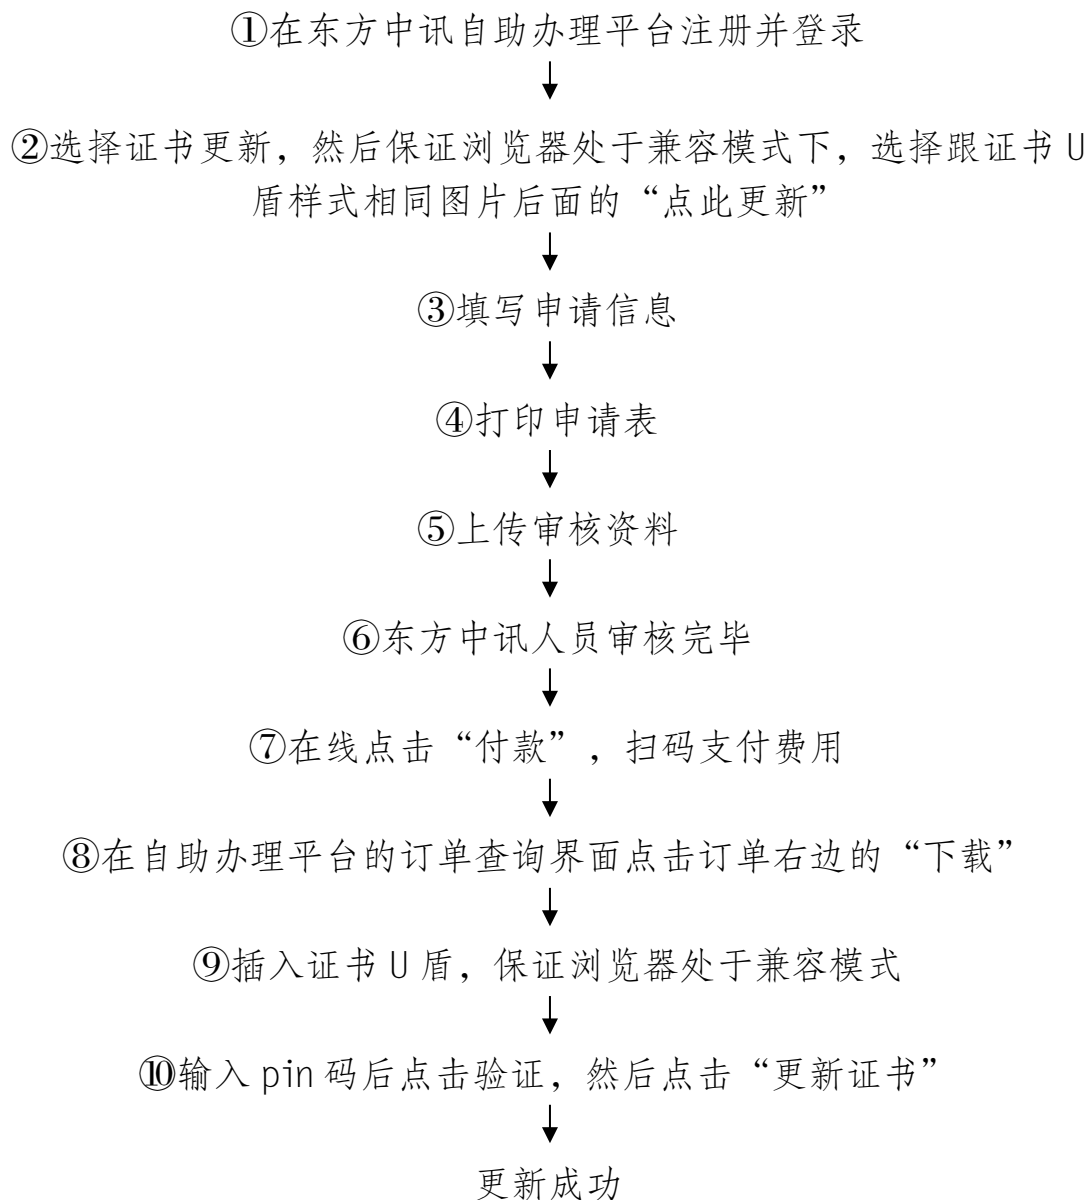 ①在东方中讯自助办理平台注册并登录
②选择证书更新，然后保证浏览器处于兼容模式下，选择跟证书 U
盾样式相同图片后面的“点此更新”
③填写申请信息
④打印申请表
⑤上传审核资料
⑥东方中讯人员审核完毕
⑦在线点击“付款”，扫码支付费用
⑧在自助办理平台的订单查询界面点击订单右边的“下载”
⑨插入证书 U 盾，保证浏览器处于兼容模式
⑩输入 pin 码后点击验证，然后点击“更新证书”
更新成功